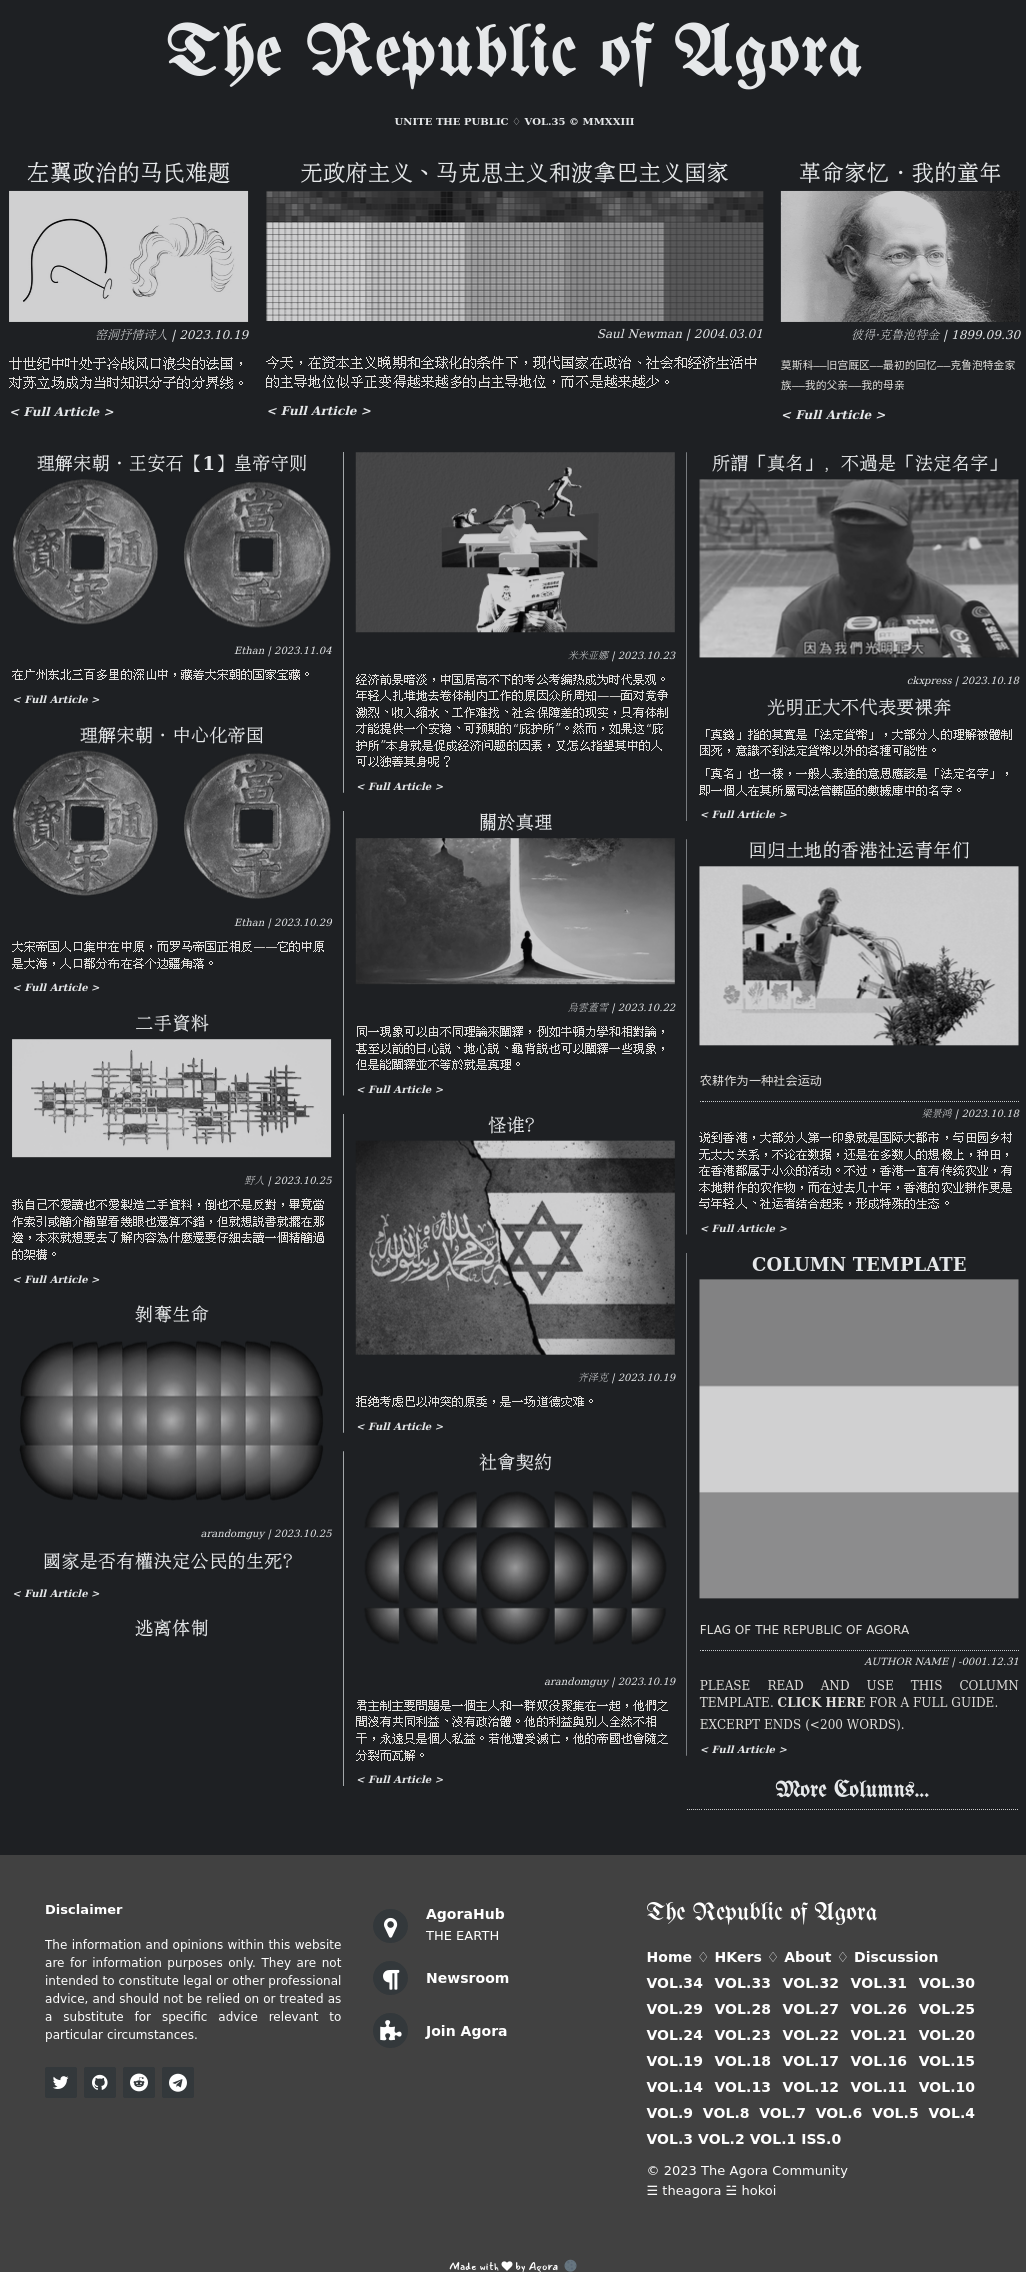 The Republic of Agora
UNITE THE PUBLIC ♢ VOL.35 © MMXXIII
左翼政治的马氏难题
窑洞抒情诗人 | 2023.10.19
廿世纪中叶处于冷战风口浪尖的法国，
对苏立场成为当时知识分子的分界线。
< Full Article >
无政府主义、马克思主义和波拿巴主义国家
Saul Newman | 2004.03.01
今天，在资本主义晚期和全球化的条件下，现代国家在政治、社会和经济生活中
的主导地位似乎正变得越来越多的占主导地位，而不是越来越少。
< Full Article >
革命家忆・我的童年
彼得·克鲁泡特金 | 1899.09.30
莫斯科——旧宫厩区——最初的回忆——克鲁泡特金家
族——我的父亲——我的母亲
< Full Article >
理解宋朝・王安石【1】皇帝守则
Ethan | 2023.11.04
在广州东北三百多里的深山中，藏着大宋朝的国家宝藏。
< Full Article >
理解宋朝・中心化帝国
Ethan | 2023.10.29
大宋帝国人口集中在中原，而罗马帝国正相反——它的中原
是大海，人口都分布在各个边疆角落。
< Full Article >
二手資料
野人 | 2023.10.25
我自己不愛讀也不愛製造二手資料，倒也不是反對，畢竟當
作索引或簡介簡單看幾眼也還算不錯，但就想説書就擺在那
邊，本來就想要去了解内容為什麼還要仔細去讀一個精簡過
的架構。
< Full Article >
剝奪生命
arandomguy | 2023.10.25
國家是否有權決定公民的生死？
< Full Article >
逃离体制
米米亚娜 | 2023.10.23
经济前景暗淡，中国居高不下的考公考编热成为时代景观。
年轻人扎堆地去卷体制内工作的原因众所周知——面对竞争
激烈、收入缩水、工作难找、社会保障差的现实，只有体制
才能提供一个安稳、可预期的“庇护所”。然而，如果这“庇
护所”本身就是促成经济问题的因素，又怎么指望其中的人
可以独善其身呢？
< Full Article >
關於真理
烏雲蓋雪 | 2023.10.22
同一現象可以由不同理論來闡釋，例如牛頓力學和相對論，
甚至以前的日心説、地心説、龜背説也可以闡釋一些現象，
但是能闡釋並不等於就是真理。
< Full Article >
怪谁？
齐泽克 | 2023.10.19
拒绝考虑巴以冲突的原委，是一场道德灾难。
< Full Article >
社會契約
arandomguy | 2023.10.19
君主制主要問題是一個主人和一群奴役聚集在一起，他們之
間沒有共同利益、沒有政治體。他的利益與別人全然不相
干，永遠只是個人私益。若他遭受滅亡，他的帝國也會隨之
分裂而瓦解。
< Full Article >
所謂「真名」，不過是「法定名字」
因為我們光明正大
ckxpress | 2023.10.18
光明正大不代表要裸奔
「真錢」指的其實是「法定貨幣」，大部分人的理解被體制
困死，意識不到法定貨幣以外的各種可能性。
「真名」也一樣，一般人表達的意思應該是「法定名字」，
即一個人在其所屬司法管轄區的數據庫中的名字。
< Full Article >
回归土地的香港社运青年们
农耕作为一种社会运动
梁景鸿 | 2023.10.18
说到香港，大部分人第一印象就是国际大都市，与田园乡村
无太大关系，不论在数据，还是在多数人的想像上，种田，
在香港都属于小众的活动。不过，香港一直有传统农业，有
本地耕作的农作物，而在过去几十年，香港的农业耕作更是
与年轻人、社运者结合起来，形成特殊的生态。
< Full Article >
COLUMN TEMPLATE
FLAG OF THE REPUBLIC OF AGORA
AUTHOR NAME | -0001.12.31
PLEASE READ AND USE THIS COLUMN
TEMPLATE. CLICK HERE FOR A FULL GUIDE.
EXCERPT ENDS (<200 WORDS).
< Full Article >
More Columns...
Disclaimer
The information and opinions within this website
are for information purposes only. They are not
intended to constitute legal or other professional
advice, and should not be relied on or treated as
a substitute for specific advice relevant to
particular circumstances.
AgoraHub
THE EARTH
Newsroom
Join Agora
The Republic of Agora
Home ♢ HKers ♢ About ♢ Discussion
VOL.34 VOL.33 VOL.32 VOL.31 VOL.30
VOL.29 VOL.28 VOL.27 VOL.26 VOL.25
VOL.24 VOL.23 VOL.22 VOL.21 VOL.20
VOL.19 VOL.18 VOL.17 VOL.16 VOL.15
VOL.14 VOL.13 VOL.12 VOL.11 VOL.10
VOL.9 VOL.8 VOL.7 VOL.6 VOL.5 VOL.4
VOL.3 VOL.2 VOL.1 ISS.0
© 2023 The Agora Community
☰ theagora ☱ hokoi
Made with ♥ by Agora